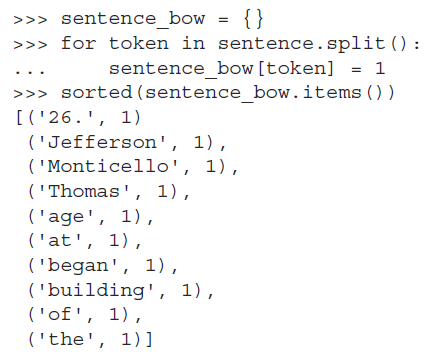 >>> sentence_bow = {}
>>> for token in sentence.split():
...     sentence_bow[token] = 1
>>> sorted(sentence_bow.items())
[('26.', 1)
 ('Jefferson', 1),
 ('Monticello', 1),
 ('Thomas', 1),
 ('age', 1),
 ('at', 1),
 ('began', 1),
 ('building', 1),
 ('of', 1),
 ('the', 1)]